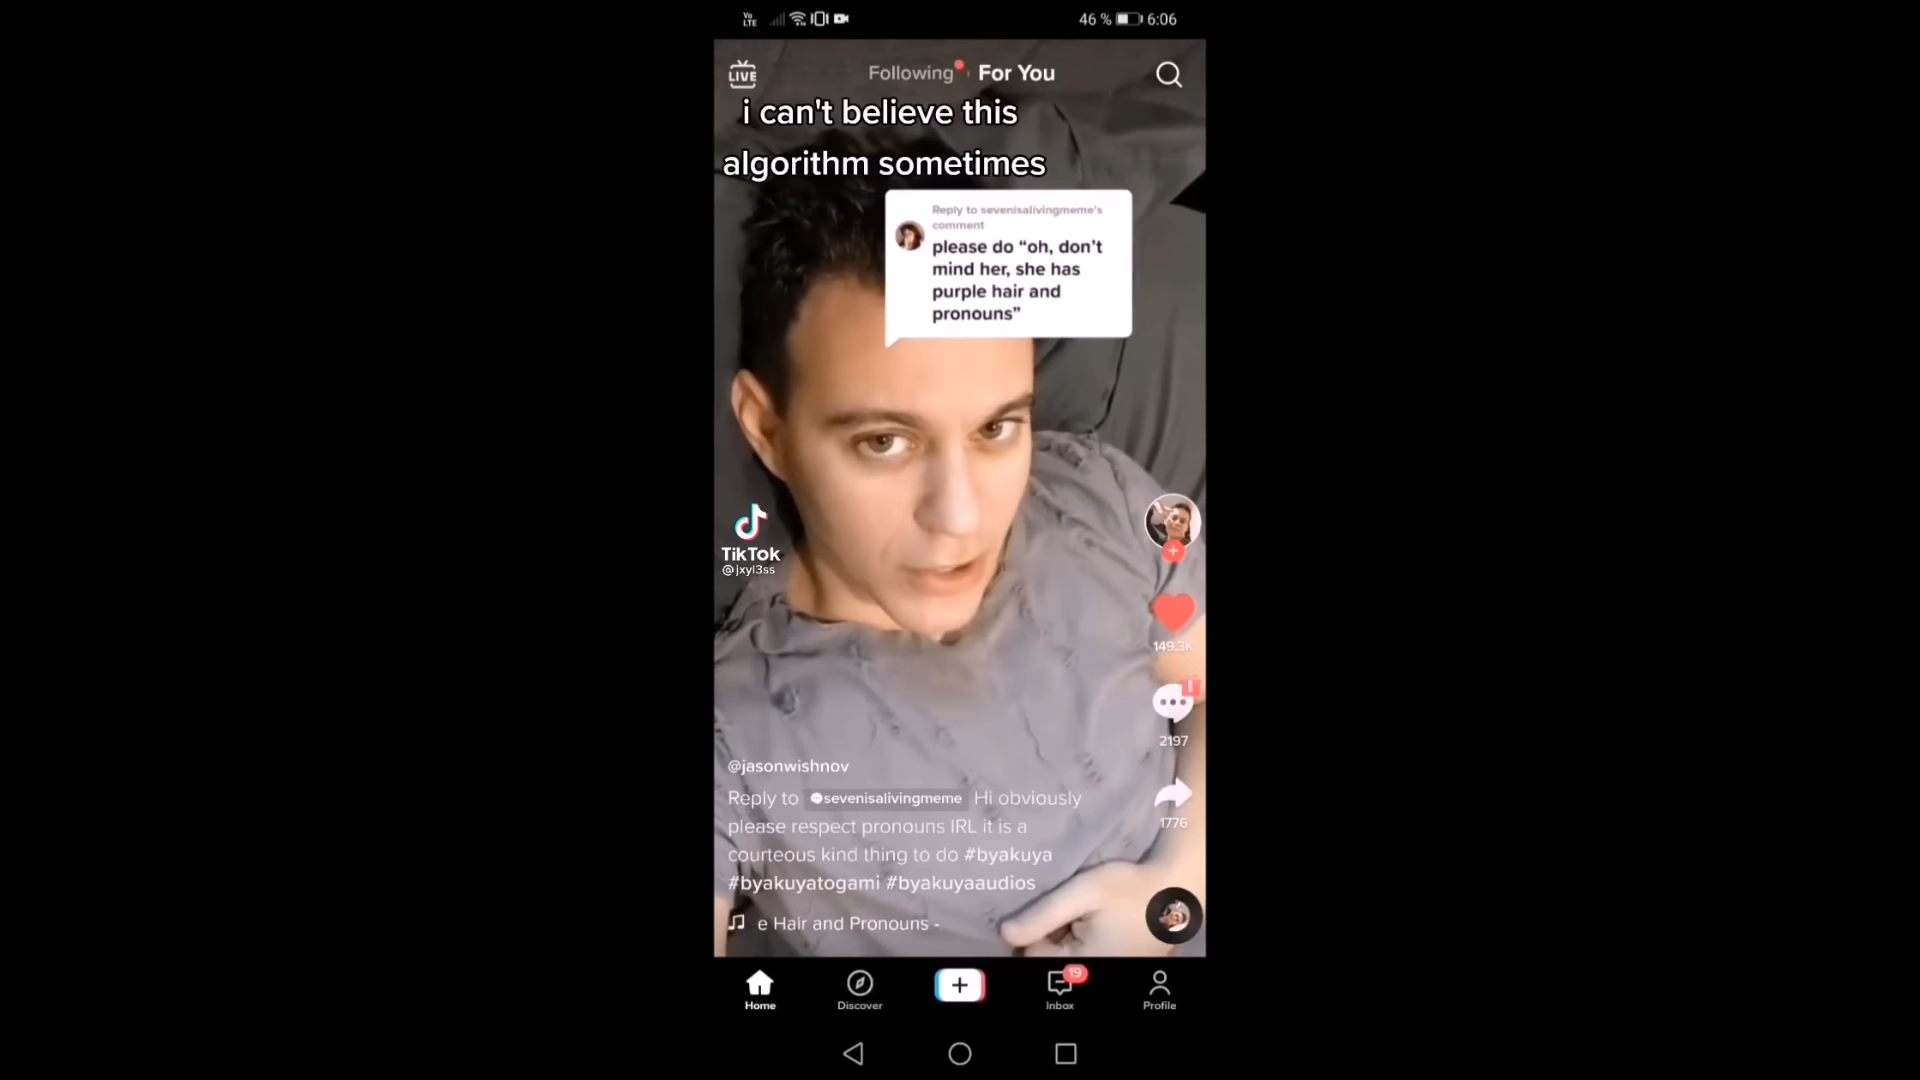 Vo
LTE
46 % 6:06
LIVE
Following For You
i can't believe this
algorithm sometimes
Reply to sevenisalivingmeme's
comment
please do “oh, don't
mind her, she has
purple hair and
pronouns”
TikTok
@jxyl3ss
149.3K
2197
1776
@jasonwishnov
Reply to sevenisalivingmeme Hi obviously
please respect pronouns IRL it is a
courteous kind thing to do #byakuya
#byakuyatogami #byakuyaaudios
e Hair and Pronouns -
19
Home Discover Inbox Profile